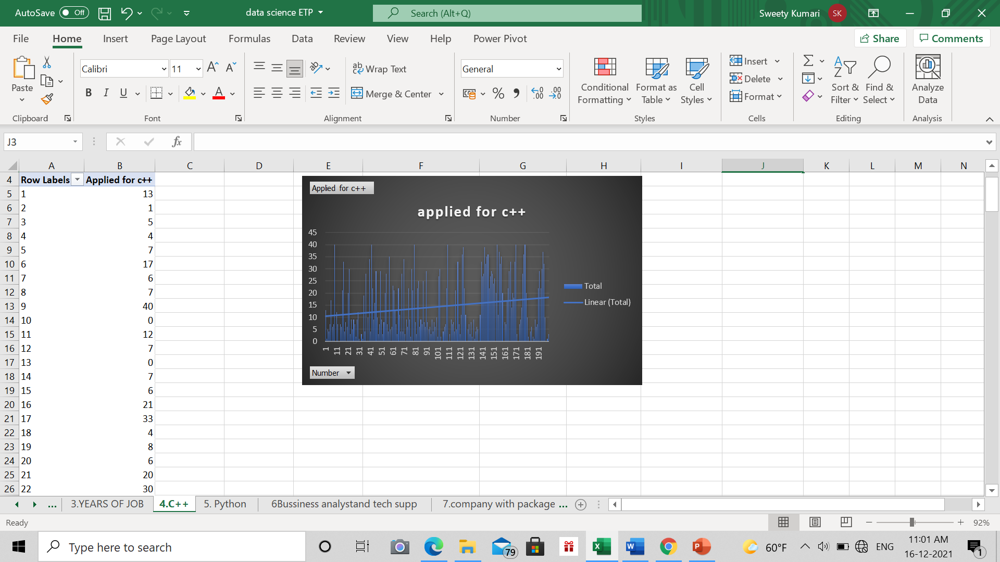 AutoSave Off data science ETP Search (Alt+Q) Sweety Kumari SK
File Home Insert Page Layout Formulas Data Review View Help Power Pivot Share Comments
Paste
Calibri 11
B I U A
Wrap Text
Merge & Center
General
Conditional Formatting
Format as Table
Cell Styles
Insert
Delete
Format
Sort & Filter
Find & Select
Analyze Data
Clipboard Font Alignment Number Styles Cells Editing Analysis
J3 fx
A B C D E F G H I J K L M N
4 Row Labels Applied for c++
5 1 13
6 2 1
7 3 5
8 4 4
9 5 7
10 6 17
11 7 6
12 8 7
13 9 40
14 10 0
15 11 12
16 12 7
17 13 0
18 14 7
19 15 6
20 16 21
21 17 33
22 18 4
23 19 8
24 20 6
25 21 20
26 22 30
Applied for c++
applied for c++
45
40
35
30
25
20
15
10
5
0
1 11 21 31 41 51 61 71 81 91 101 111 121 131 141 151 161 171 181 191
Total
Linear (Total)
Number
... 3.YEARS OF JOB 4.C++ 5. Python 6Bussiness analystand tech supp 7.company with package ...
Ready 92%
Type here to search 79 60°F ENG 11:01 AM
16-12-2021 1